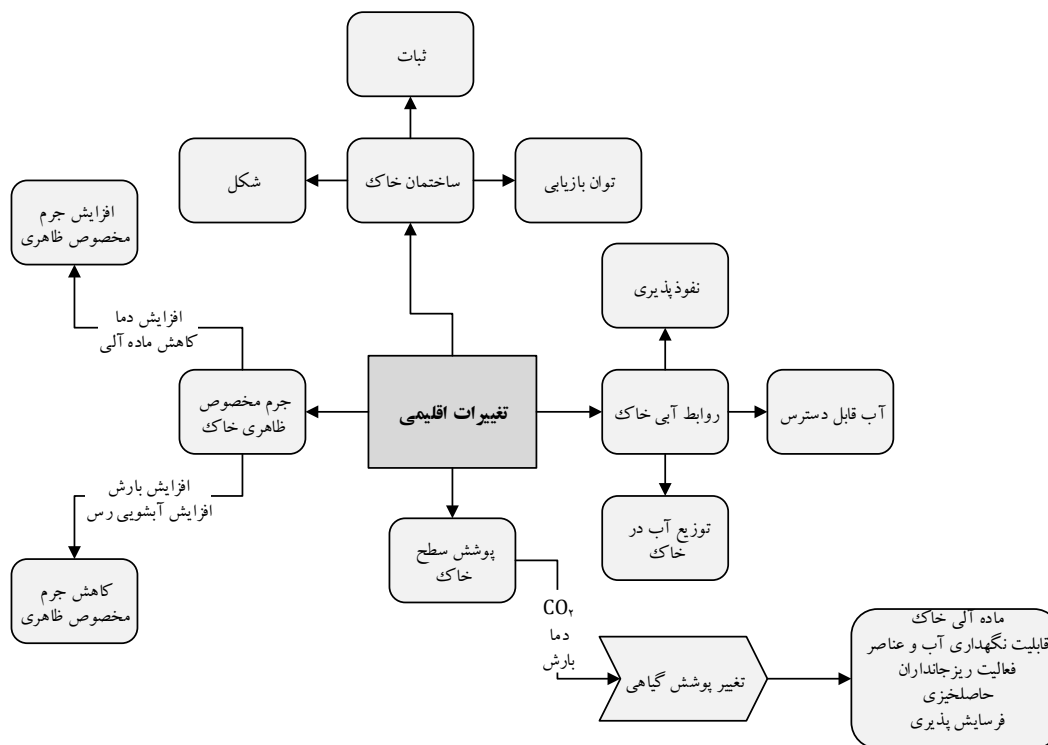 ثبات
شکل
ساختمان خاک
توان بازیابی
افزایش جرم
مخصوص ظاهری
نفوذپذیری
افزایش دما
کاهش ماده آلی
جرم مخصوص
ظاهری خاک
تغییرات اقلیمی
روابط آبی خاک
آب قابل دسترس
افزایش بارش
افزایش آبشویی رس
پوشش سطح
خاک
توزیع آب در
خاک
کاهش جرم
مخصوص ظاهری
CO۲
دما
بارش
تغییر پوشش گیاهی
ماده آلی خاک
قابلیت نگهداری آب و عناصر
فعالیت ریزجانداران
حاصلخیزی
فرسایش پذیری